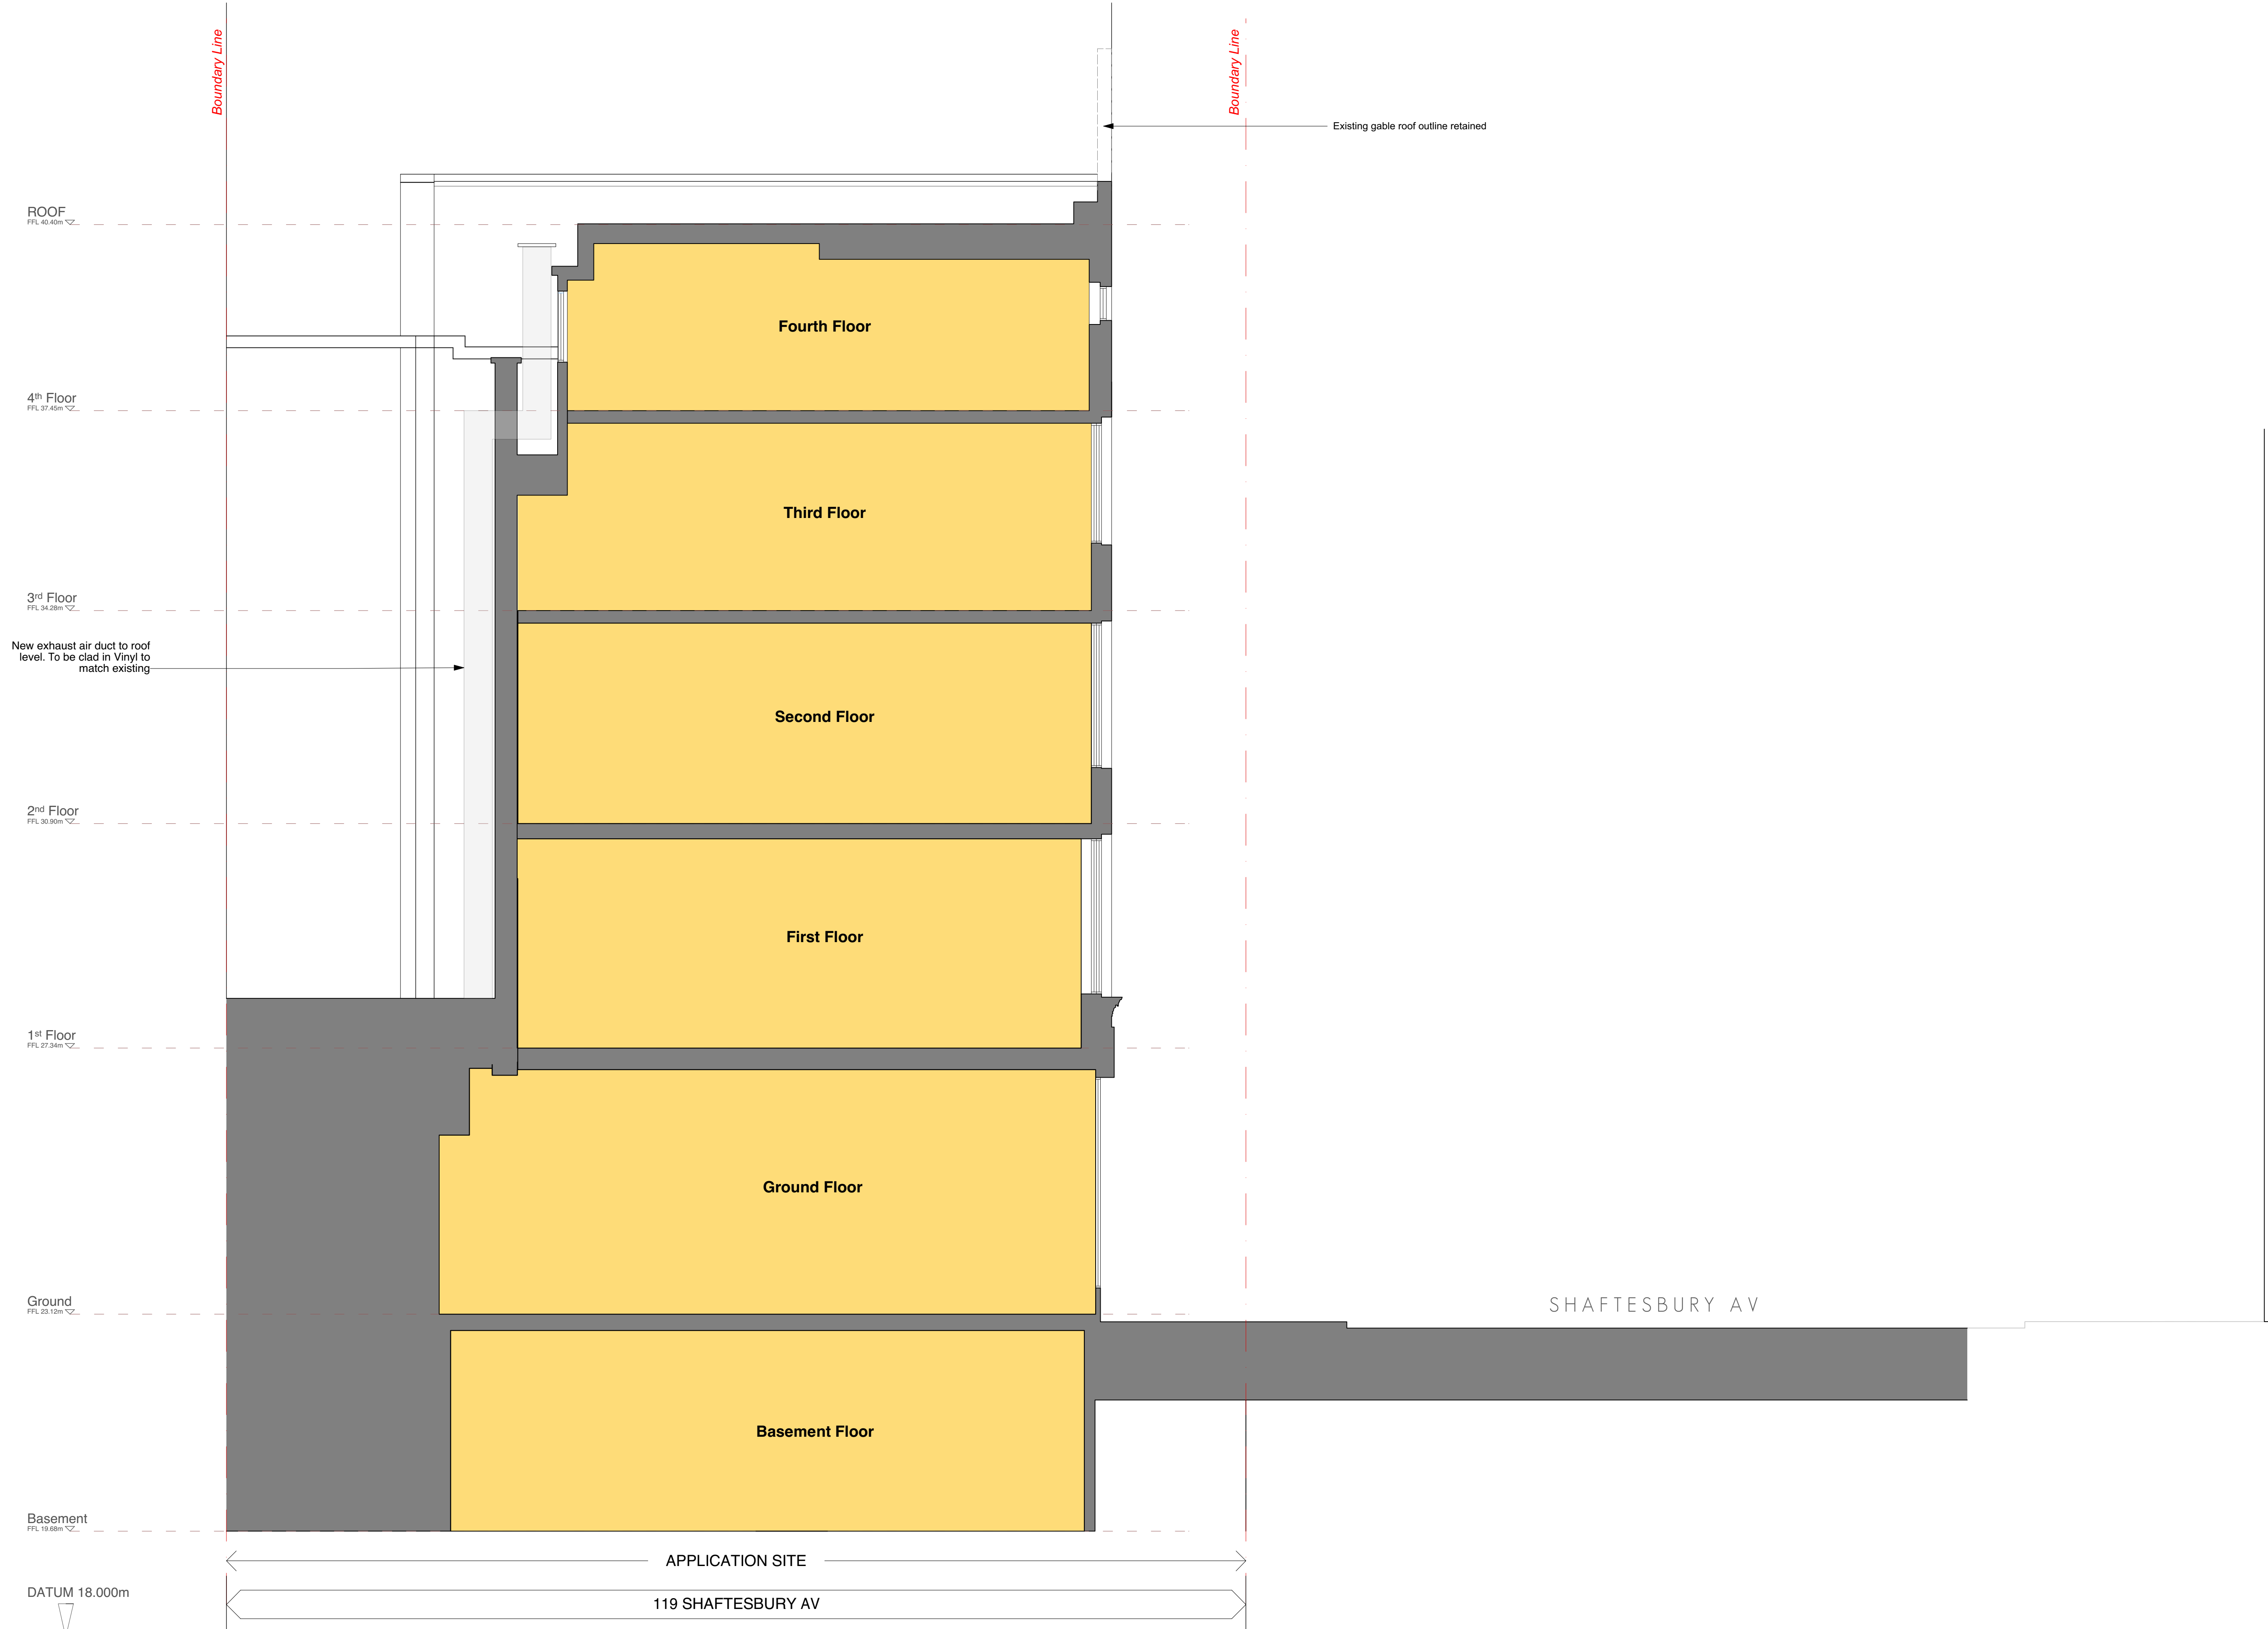 Boundary Line
Boundary Line
Existing gable roof outline retained
ROOF
FFL 40.40m
Fourth Floor
4th Floor
FFL 37.45m
Third Floor
3rd Floor
FFL 34.28m
New exhaust air duct to roof
level. To be clad in Vinyl to
match existing
Second Floor
2nd Floor
FFL 30.90m
First Floor
1st Floor
FFL 27.34m
Ground Floor
Ground
FFL 23.12m
SHAFTESBURY AV
Basement Floor
Basement
FFL 19.68m
APPLICATION SITE
DATUM 18.000m
119 SHAFTESBURY AV